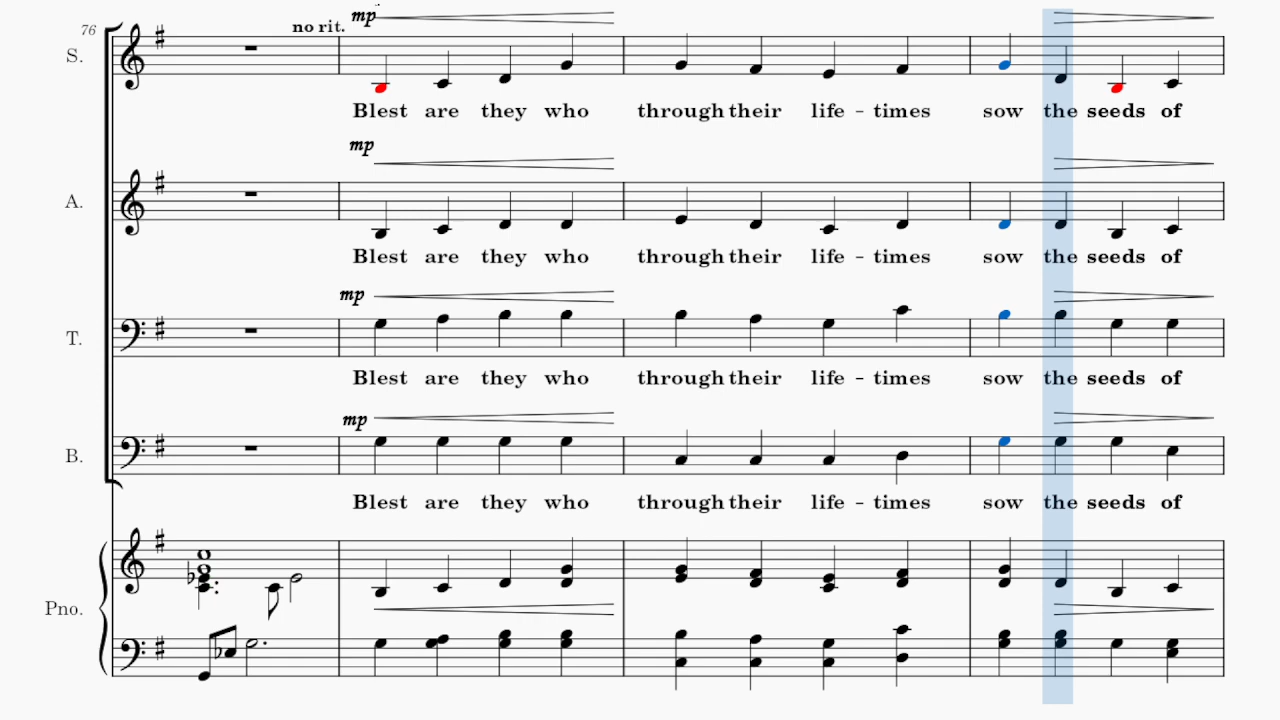 76
no rit.
mp
S.
Blest are they who through their life - times sow the seeds of
mp
A.
Blest are they who through their life - times sow the seeds of
mp
T.
Blest are they who through their life - times sow the seeds of
mp
B.
Blest are they who through their life - times sow the seeds of
Pno.